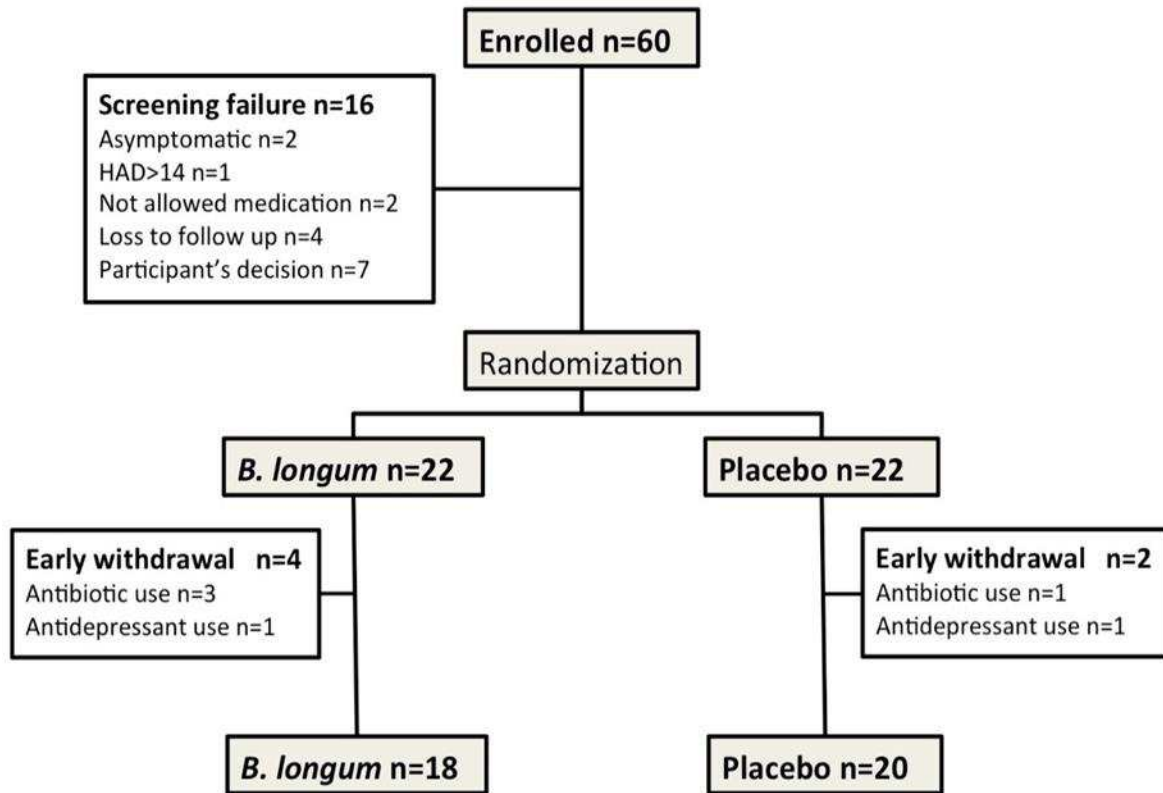 Enrolled n=60
Screening failure n=16
Asymptomatic n=2
HAD>14 n=1
Not allowed medication n=2
Loss to follow up n=4
Participant’s decision n=7
Randomization
B. longum n=22
Placebo n=22
Early withdrawal n=4
Antibiotic use n=3
Antidepressant use n=1
Early withdrawal n=2
Antibiotic use n=1
Antidepressant use n=1
B. longum n=18
Placebo n=20